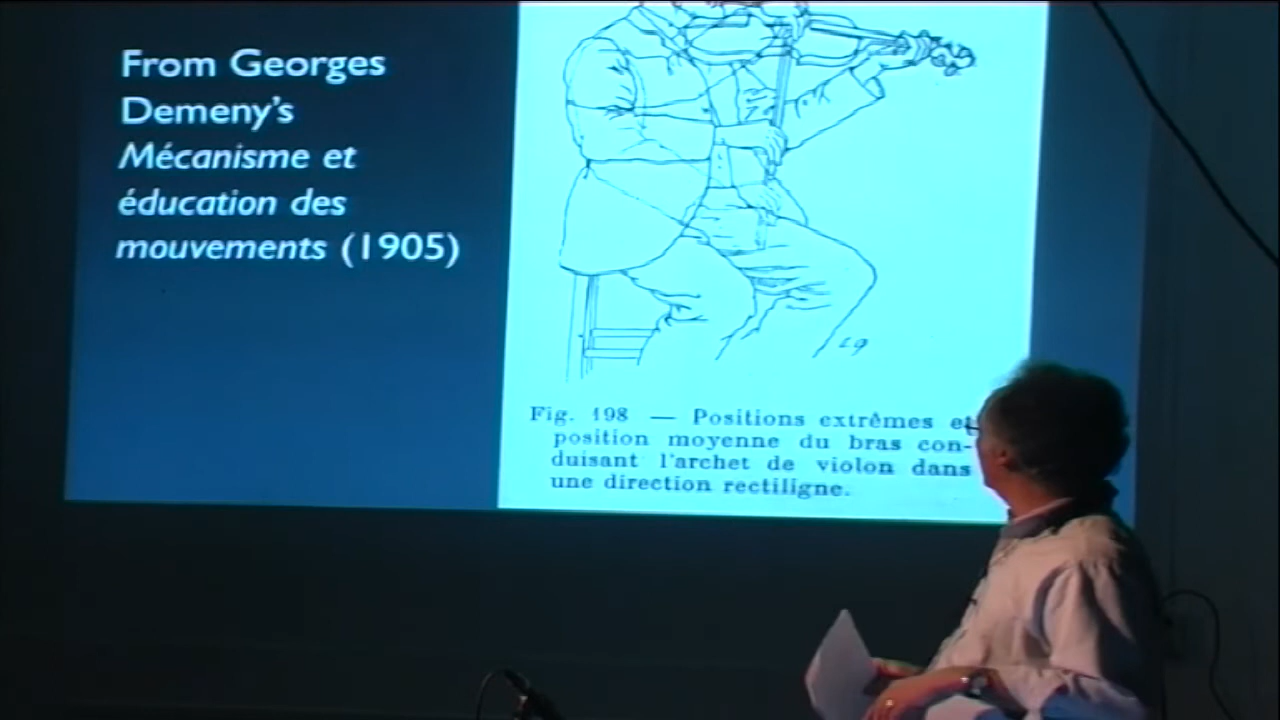 From Georges
Demeny's
Mécanisme et
éducation des
mouvements (1905)
Fig. 198 — Positions extrêmes et
position moyenne du bras con-
duisant l'archet de violon dans
une direction rectiligne.